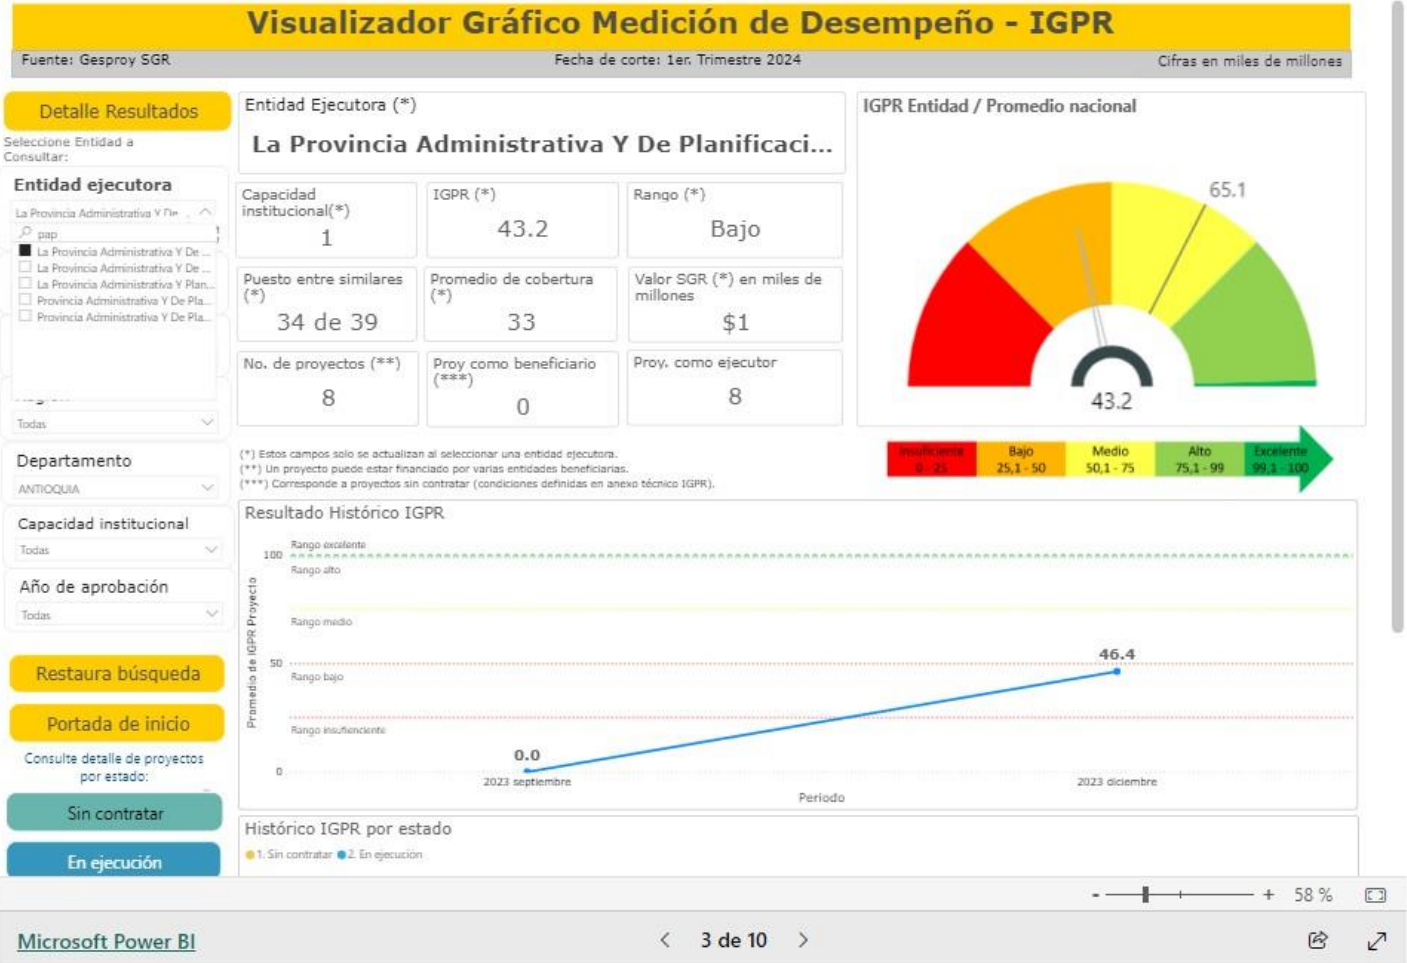 Visualizador Gráfico Medición de Desempeño - IGPR
Fuente: Gesproy SGR
Fecha de corte: 1er. Trimestre 2024
Cifras en miles de millones
Detalle Resultados
Seleccione Entidad a
Consultar:
Entidad ejecutora
La Provincia Administrativa Y De ...
pap
La Provincia Administrativa Y De ...
La Provincia Administrativa Y De ...
La Provincia Administrativa Y Plan...
Provincia Administrativa Y De Pla...
Provincia Administrativa Y De Pla...
Todas
Departamento
ANTIOQUIA
Capacidad institucional
Todas
Año de aprobación
Todas
Restaura búsqueda
Portada de inicio
Consulte detalle de proyectos
por estado:
Sin contratar
En ejecución
Entidad Ejecutora (*)
La Provincia Administrativa Y De Planificaci...
Capacidad
institucional(*)
1
IGPR (*)
43.2
Rango (*)
Bajo
Puesto entre similares
(*)
34 de 39
Promedio de cobertura
(*)
33
Valor SGR (*) en miles de
millones
$1
No. de proyectos (**)
8
Proy como beneficiario
(***)
0
Proy. como ejecutor
8
(*) Estos campos solo se actualizan al seleccionar una entidad ejecutora.
(**) Un proyecto puede estar financiado por varias entidades beneficiarias.
(***) Corresponde a proyectos sin contratar (condiciones definidas en anexo técnico IGPR).
IGPR Entidad / Promedio nacional
65.1
43.2
Insuficiente
0 - 25
Bajo
25,1 - 50
Medio
50,1 - 75
Alto
75,1 - 99
Excelente
99,1 - 100
Resultado Histórico IGPR
Promedio de IGPR Proyecto
100
50
0
Rango excelente
Rango alto
Rango medio
Rango bajo
Rango insuficiente
0.0
46.4
2023 septiembre
2023 diciembre
Periodo
Histórico IGPR por estado
1. Sin contratar
2. En ejecución
- + 58 %
Microsoft Power BI
< 3 de 10 >